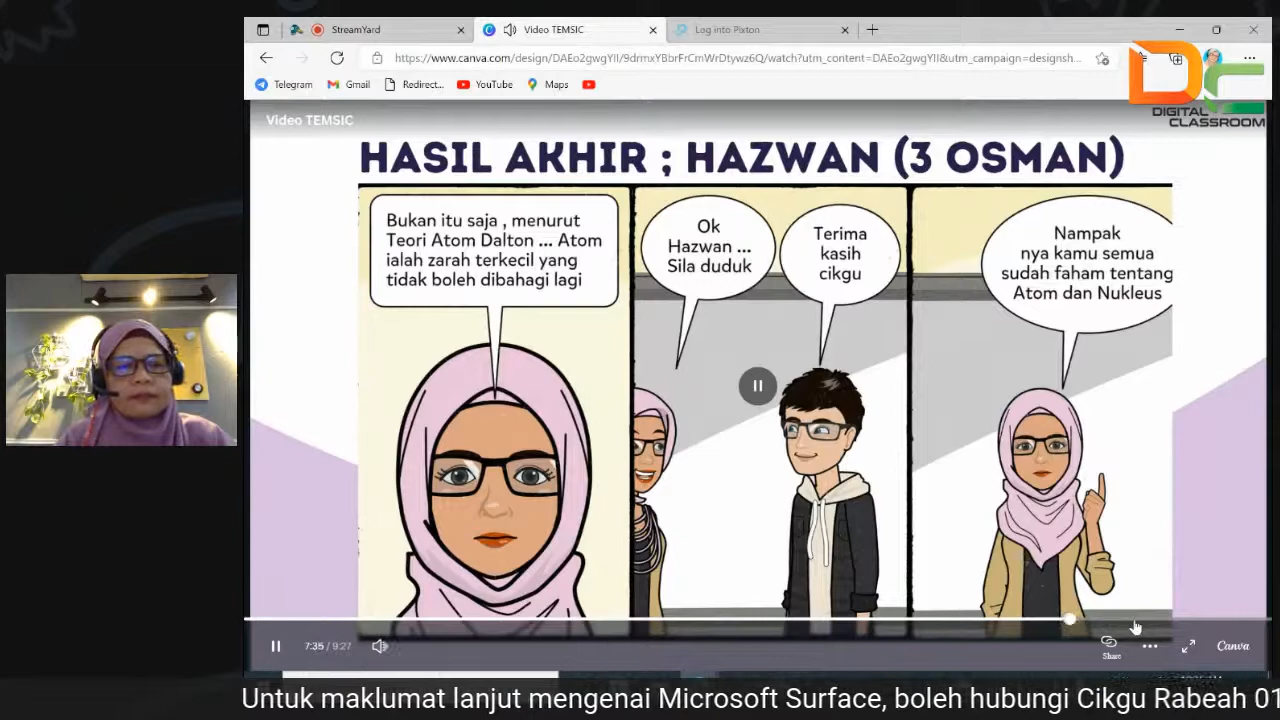 StreamYard
Video TEMSIC
Log into Pixton
https://www.canva.com/design/DAEo2gwgYlI/9drmxYBbrFrCmWrDtywz6Q/watch?utm_content=DAEo2gwgYlI&utm_campaign=designsh...
Telegram
Gmail
Redirect...
YouTube
Maps
DC
DIGITAL
CLASSROOM
Video TEMSIC
HASIL AKHIR ; HAZWAN (3 OSMAN)
Bukan itu saja , menurut
Teori Atom Dalton ... Atom
ialah zarah terkecil yang
tidak boleh dibahagi lagi
Ok
Hazwan ...
Sila duduk
Terima
kasih
cikgu
Nampak
nya kamu semua
sudah faham tentang
Atom dan Nukleus
7:35 / 9:27
Share
Canva
Untuk maklumat lanjut mengenai Microsoft Surface, boleh hubungi Cikgu Rabeah 01